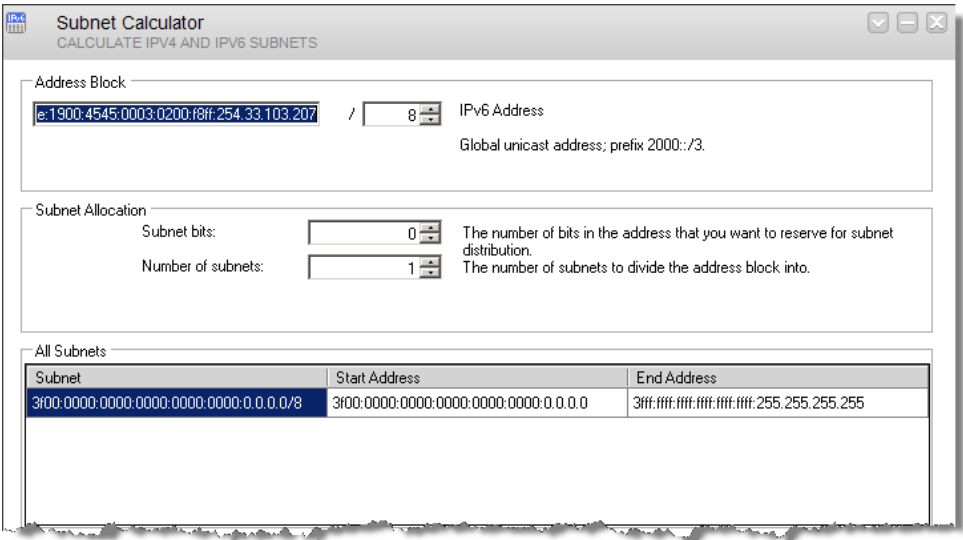 IPv6
Subnet Calculator
CALCULATE IPV4 AND IPV6 SUBNETS
Address Block
e:1900:4545:0003:0200:f8ff:254.33.103.207 / 8 IPv6 Address
Global unicast address; prefix 2000::/3.
Subnet Allocation
Subnet bits: 0 The number of bits in the address that you want to reserve for subnet
distribution.
Number of subnets: 1 The number of subnets to divide the address block into.
All Subnets
Subnet Start Address End Address
3f00:0000:0000:0000:0000:0000:0.0.0.0/8 3f00:0000:0000:0000:0000:0000:0.0.0.0 3fff:ffff:ffff:ffff:ffff:ffff:255.255.255.255